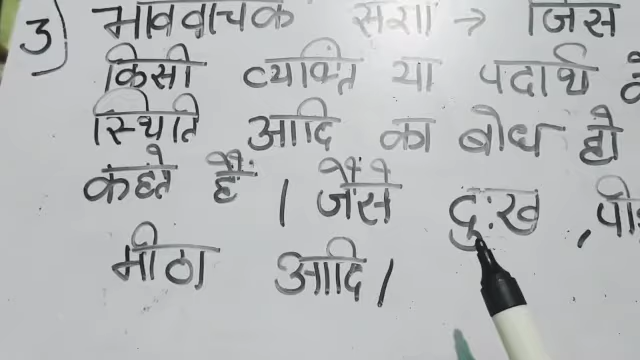 3) भाववाचक संज्ञा → जिस
किसी व्यक्ति या पदार्थ
स्थिति आदि का बोध हो
कहते हैं । जैसे दुःख ,
मीठा आदि ।